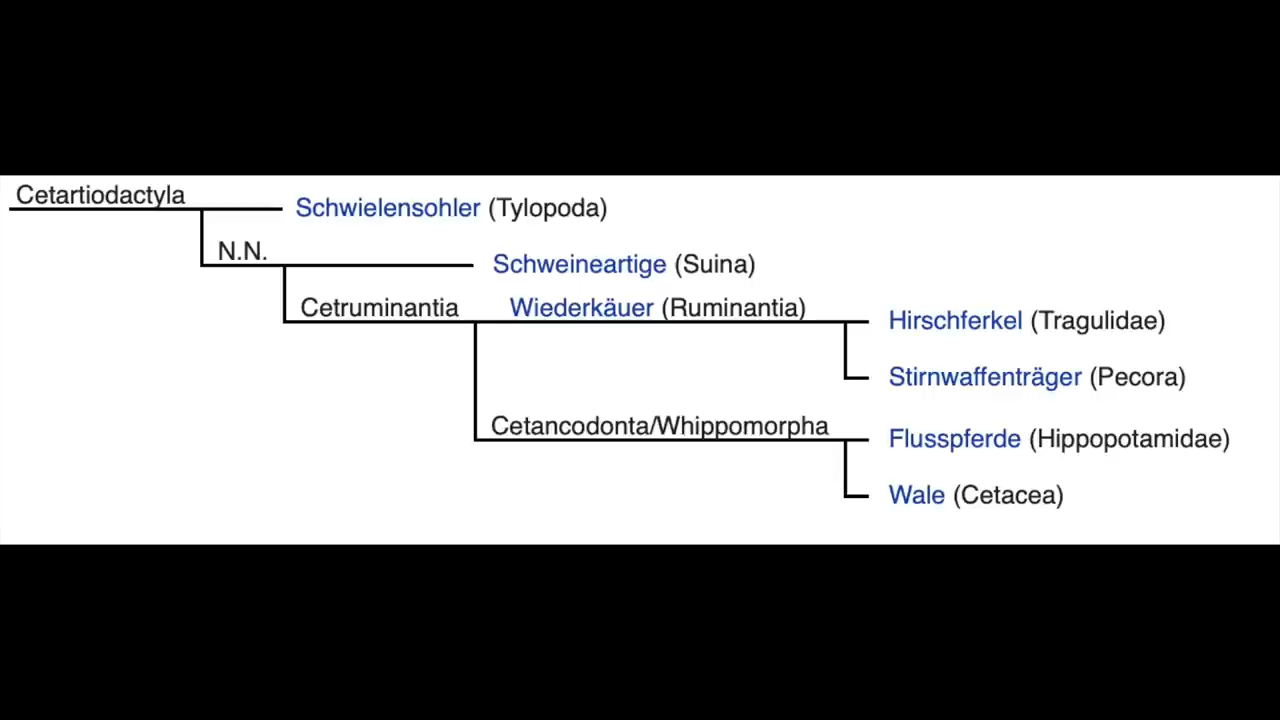 Cetartiodactyla
Schwielensohler (Tylopoda)
N.N.
Schweineartige (Suina)
Cetruminantia
Wiederkäuer (Ruminantia)
Hirschferkel (Tragulidae)
Stirnwaffenträger (Pecora)
Cetancodonta/Whippomorpha
Flusspferde (Hippopotamidae)
Wale (Cetacea)